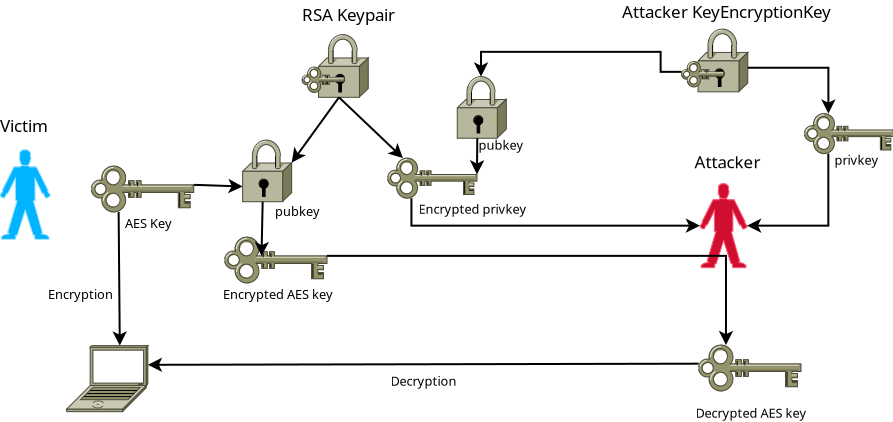 RSA Keypair
Attacker KeyEncryptionKey
Victim
pubkey
privkey
Attacker
AES Key
pubkey
Encrypted privkey
Encryption
Encrypted AES key
Decryption
Decrypted AES key